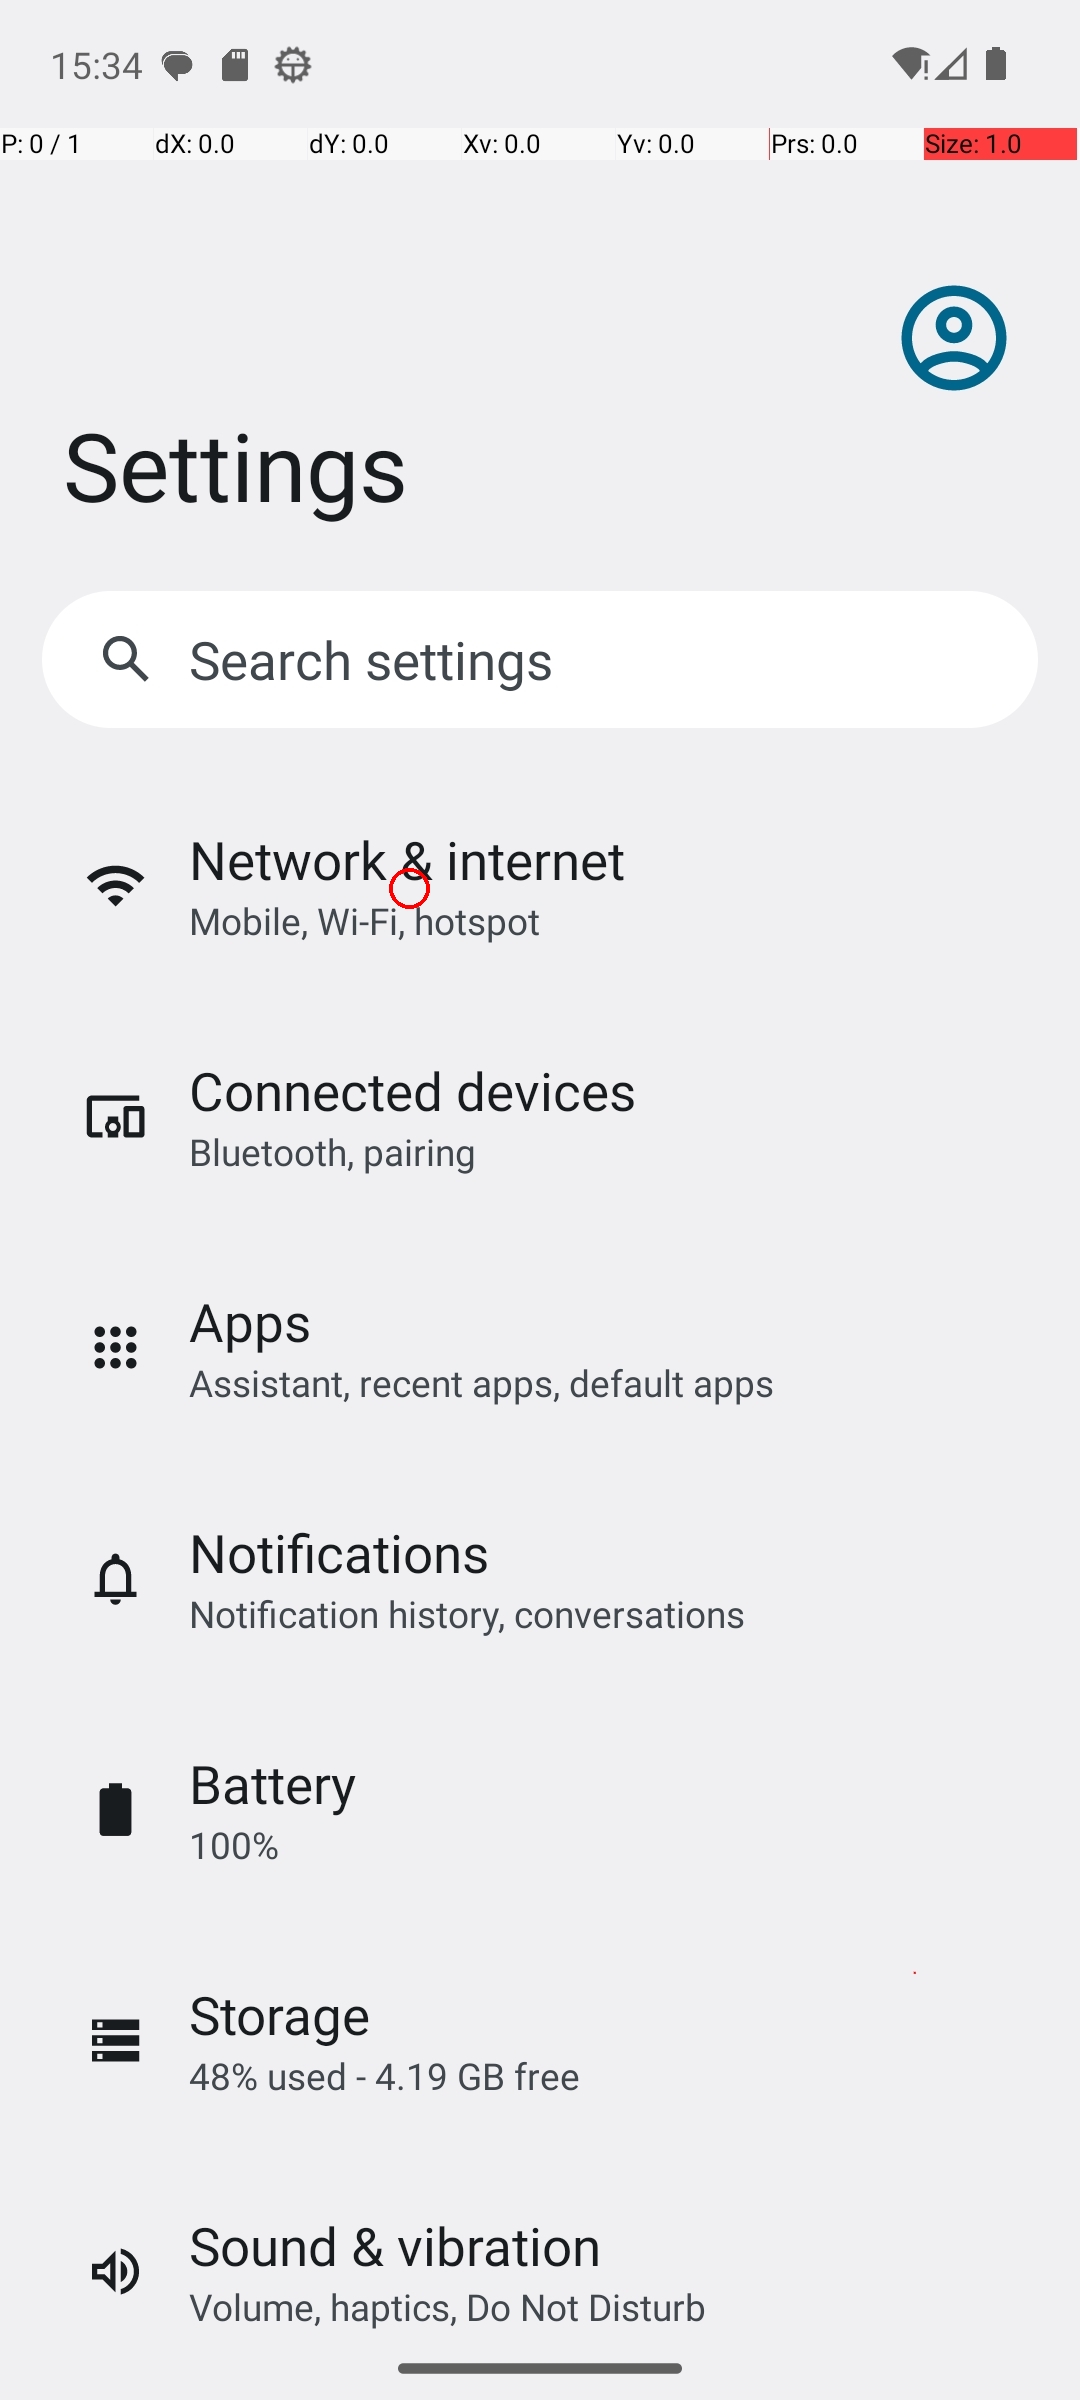 15:34
P: 0 / 1 dX: 0.0 dY: 0.0 Xv: 0.0 Yv: 0.0 Prs: 0.0 Size: 1.0
Settings
Search settings
Network & internet
Mobile, Wi-Fi, hotspot
Connected devices
Bluetooth, pairing
Apps
Assistant, recent apps, default apps
Notifications
Notification history, conversations
Battery
100%
Storage
48% used - 4.19 GB free
Sound & vibration
Volume, haptics, Do Not Disturb